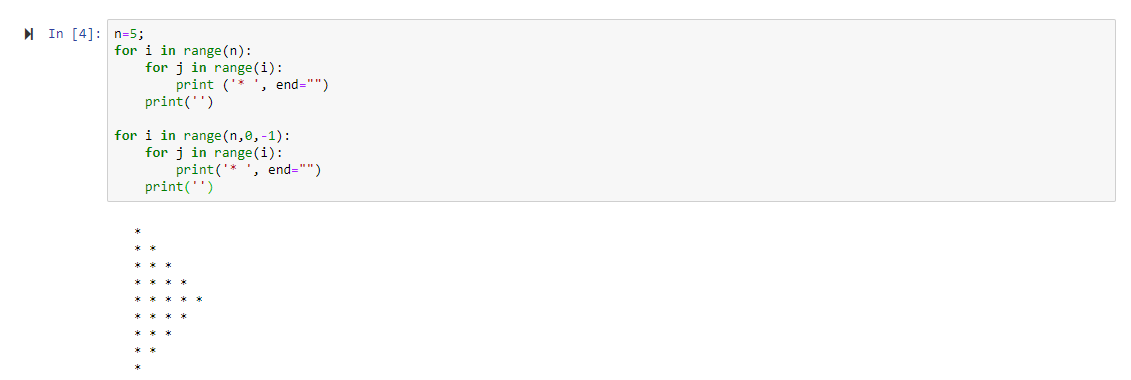 In [4]: n=5;
for i in range(n):
    for j in range(i):
        print ('* ', end="")
    print('')

for i in range(n,0,-1):
    for j in range(i):
        print('* ', end="")
    print('')

*
* *
* * *
* * * *
* * * * *
* * * *
* * *
* *
*